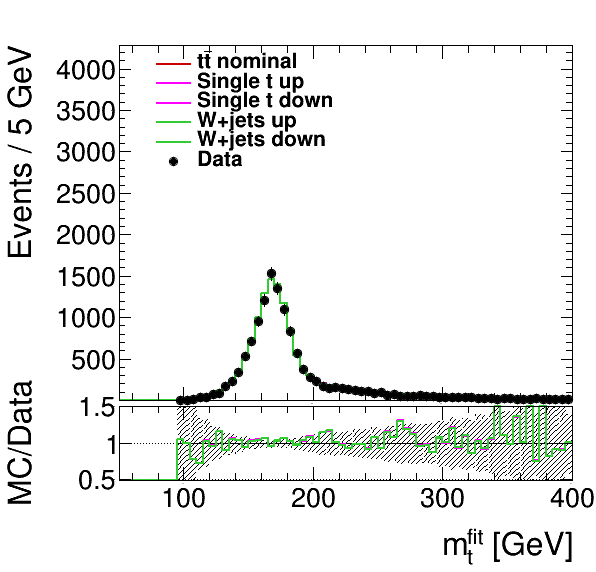 Events / 5 GeV
4000
3500
3000
2500
2000
1500
1000
500
tt̄ nominal
Single t up
Single t down
W+jets up
W+jets down
Data
MC/Data
1.5
1
0.5
100
200
300
400
m_t^fit [GeV]